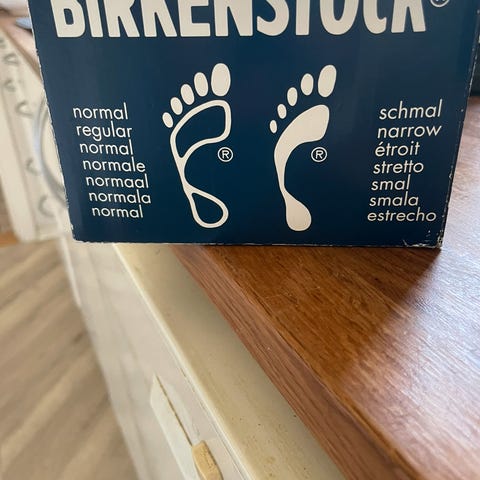 BIRKENSTOCK®
normal
regular
normal
normale
normaal
normala
normal
®
®
schmal
narrow
étroit
stretto
smal
smala
estrecho